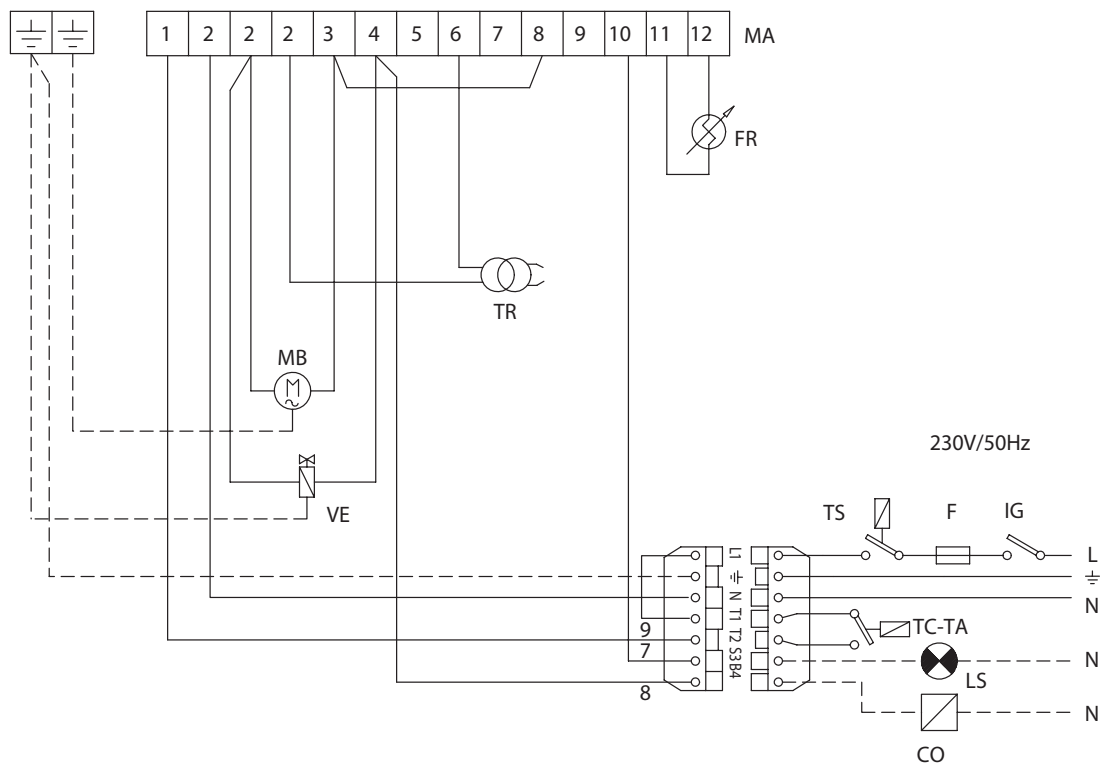 1 2 2 2 3 4 5 6 7 8 9 10 11 12 MA
FR
TR
MB
M
VE
230V/50Hz
TS F IG
L1 L
N N
T1
9 T2 TC-TA
7 S3 N
8 B4 LS
N
CO